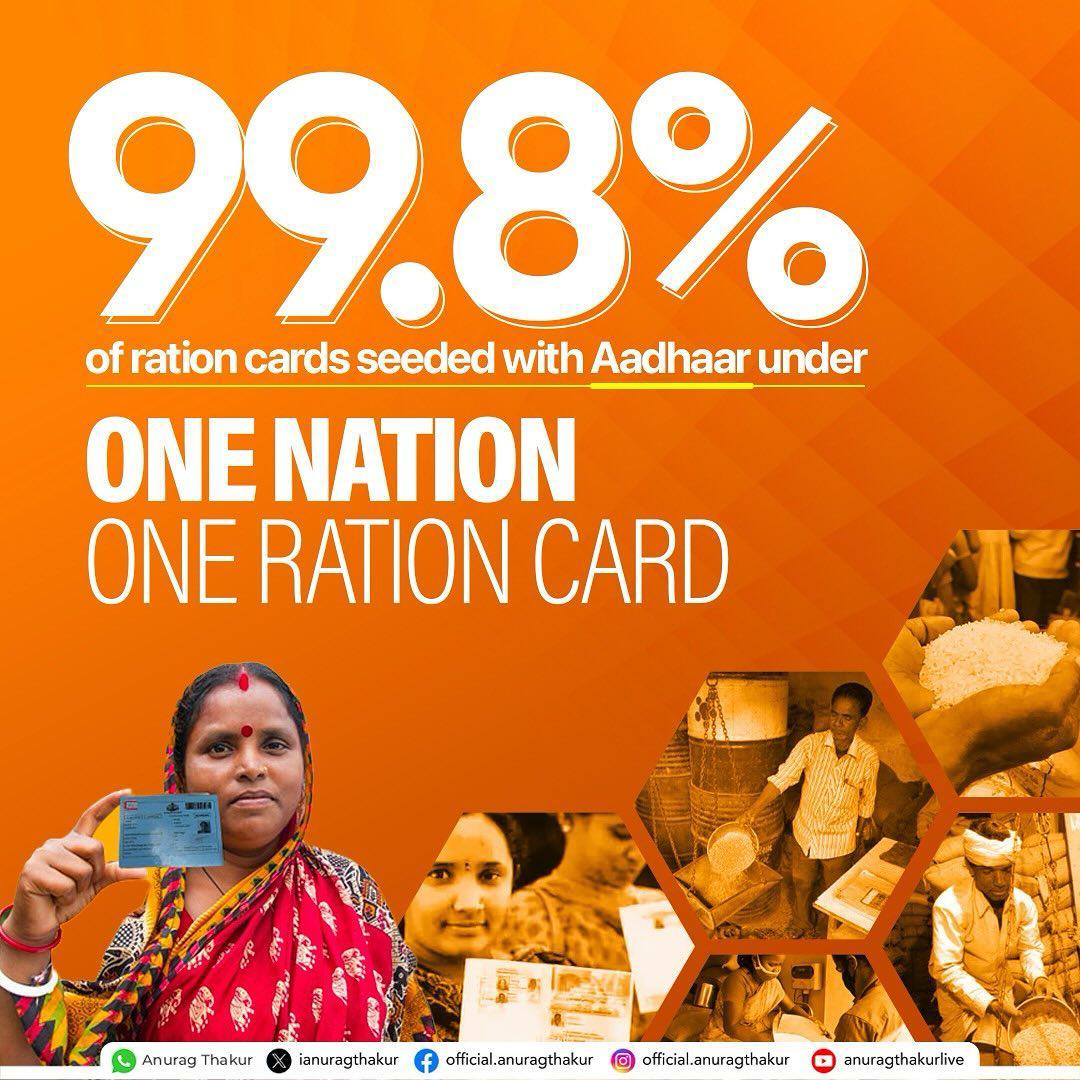 99.8%
of ration cards seeded with Aadhaar under
ONE NATION
ONE RATION CARD
Anurag Thakur ianuragthakur official.anuragthakur official.anuragthakur anuragthakurlive